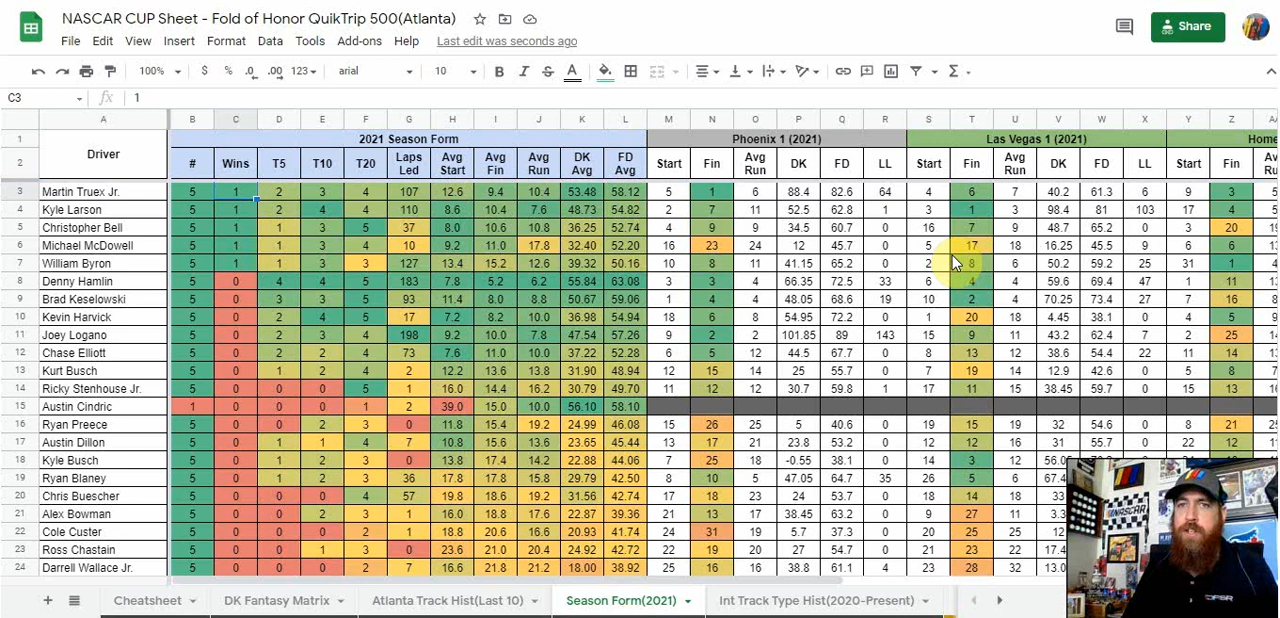 NASCAR CUP Sheet - Fold of Honor QuikTrip 500(Atlanta)
Share
File Edit View Insert Format Data Tools Add-ons Help Last edit was seconds ago
100% $ % .0 .00 123 arial 10 B I S A
C3 fx 1
A B C D E F G H I J K L M N O P Q R S T U V W X Y Z AA
1 2021 Season Form Phoenix 1 (2021) Las Vegas 1 (2021) Home
2 Driver # Wins T5 T10 T20 Laps Led Avg Start Avg Fin Avg Run DK Avg FD Avg Start Fin Avg Run DK FD LL Start Fin Avg Run DK FD LL Start Fin
3 Martin Truex Jr. 5 1 2 3 4 107 12.6 9.4 10.4 53.48 58.12 5 1 6 88.4 82.6 64 4 6 7 40.2 61.3 6 9 3
4 Kyle Larson 5 1 2 4 4 110 8.6 10.4 7.6 48.73 54.82 2 7 11 52.5 62.8 1 3 1 3 98.4 81 103 17 4
5 Christopher Bell 5 1 1 3 5 37 8.0 10.6 10.8 36.25 52.74 4 9 9 34.5 60.7 0 16 7 9 48.7 65.2 0 3 20
6 Michael McDowell 5 1 1 3 4 10 9.2 11.0 17.8 32.40 52.20 16 23 24 12 45.7 0 5 17 18 16.25 45.5 9 6 6
7 William Byron 5 1 1 3 3 127 13.4 15.2 12.6 39.32 50.16 10 8 11 41.15 65.2 0 2 8 6 50.2 59.2 25 31 1
8 Denny Hamlin 5 0 4 4 5 183 7.8 5.2 6.2 55.84 63.08 3 3 4 66.35 72.5 33 6 4 4 59.6 69.4 47 1 11
9 Brad Keselowski 5 0 3 3 5 93 11.4 8.0 8.8 50.67 59.06 1 4 4 48.05 68.6 19 10 2 4 70.25 73.4 27 7 16
10 Kevin Harvick 5 0 1 4 5 17 7.2 8.2 10.0 36.98 54.94 18 6 8 54.95 72.2 0 1 20 18 4.45 38.1 0 4 5
11 Joey Logano 5 0 2 3 4 198 9.2 10.0 7.8 47.54 57.26 9 2 2 101.85 89 143 15 9 11 43.2 62.4 7 2 25
12 Chase Elliott 5 0 2 2 4 73 7.6 11.0 10.0 37.22 52.28 6 5 12 44.5 67.7 0 8 13 12 38.6 54.4 22 11 14
13 Kurt Busch 5 0 1 2 4 2 12.2 13.6 13.8 31.90 48.94 12 15 14 25 55.7 0 7 19 14 12.9 42.6 0 5 8
14 Ricky Stenhouse Jr. 5 0 0 0 5 1 16.0 14.4 16.2 30.79 49.70 11 12 12 30.7 59.8 1 17 11 14 38.45 59.7 0 15 13
15 Austin Cindric 1 0 0 0 1 2 39.0 15.0 10.0 56.10 58.10
16 Ryan Preece 5 0 0 2 3 0 11.8 15.4 19.2 24.99 46.08 15 26 25 5 40.6 0 19 15 19 32 54.6 0 8 21
17 Austin Dillon 5 0 1 1 4 7 10.8 15.6 13.6 23.65 45.44 13 17 21 23.8 53.2 0 12 12 16 31 55.7 0 22 12
18 Kyle Busch 5 0 1 2 3 0 13.8 17.4 14.2 22.88 44.06 7 25 18 -0.55 38.1 0 14 3 12 56.0
19 Ryan Blaney 5 0 1 2 3 36 17.8 17.8 15.8 29.79 42.50 8 10 5 47.05 64.7 35 26 5 6 67.4
20 Chris Buescher 5 0 0 0 4 57 19.8 18.6 19.2 31.56 42.74 17 18 23 24 53.7 0 18 14 18 33
21 Alex Bowman 5 0 0 2 3 1 16.0 19.8 17.6 22.87 39.36 21 13 17 38.45 63.2 0 9 27 11 3.3
22 Cole Custer 5 0 0 0 2 1 18.8 20.6 16.6 20.93 41.74 24 31 19 5.7 37.3 0 20 25 25 12
23 Ross Chastain 5 0 0 1 3 0 23.6 21.0 20.4 24.92 42.72 22 19 20 27 54.7 0 21 23 22 17.4
24 Darrell Wallace Jr. 5 0 0 0 2 7 16.6 21.8 21.2 18.00 38.92 25 16 16 38.8 61.1 4 23 28 32 13.0
Cheatsheet DK Fantasy Matrix Atlanta Track Hist(Last 10) Season Form(2021) Int Track Type Hist(2020-Present)